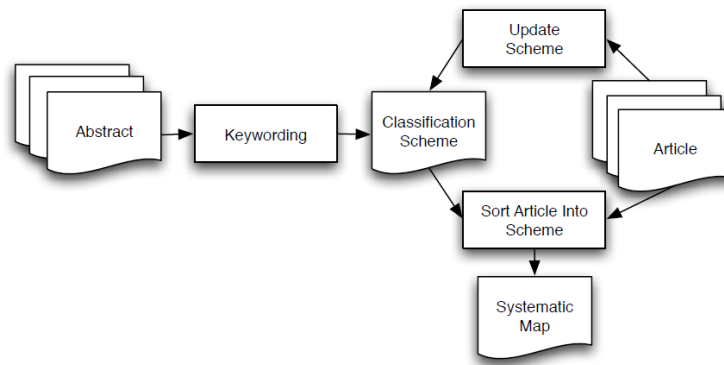 Update
Scheme
Abstract
Keywording
Classification
Scheme
Article
Sort Article Into
Scheme
Systematic
Map